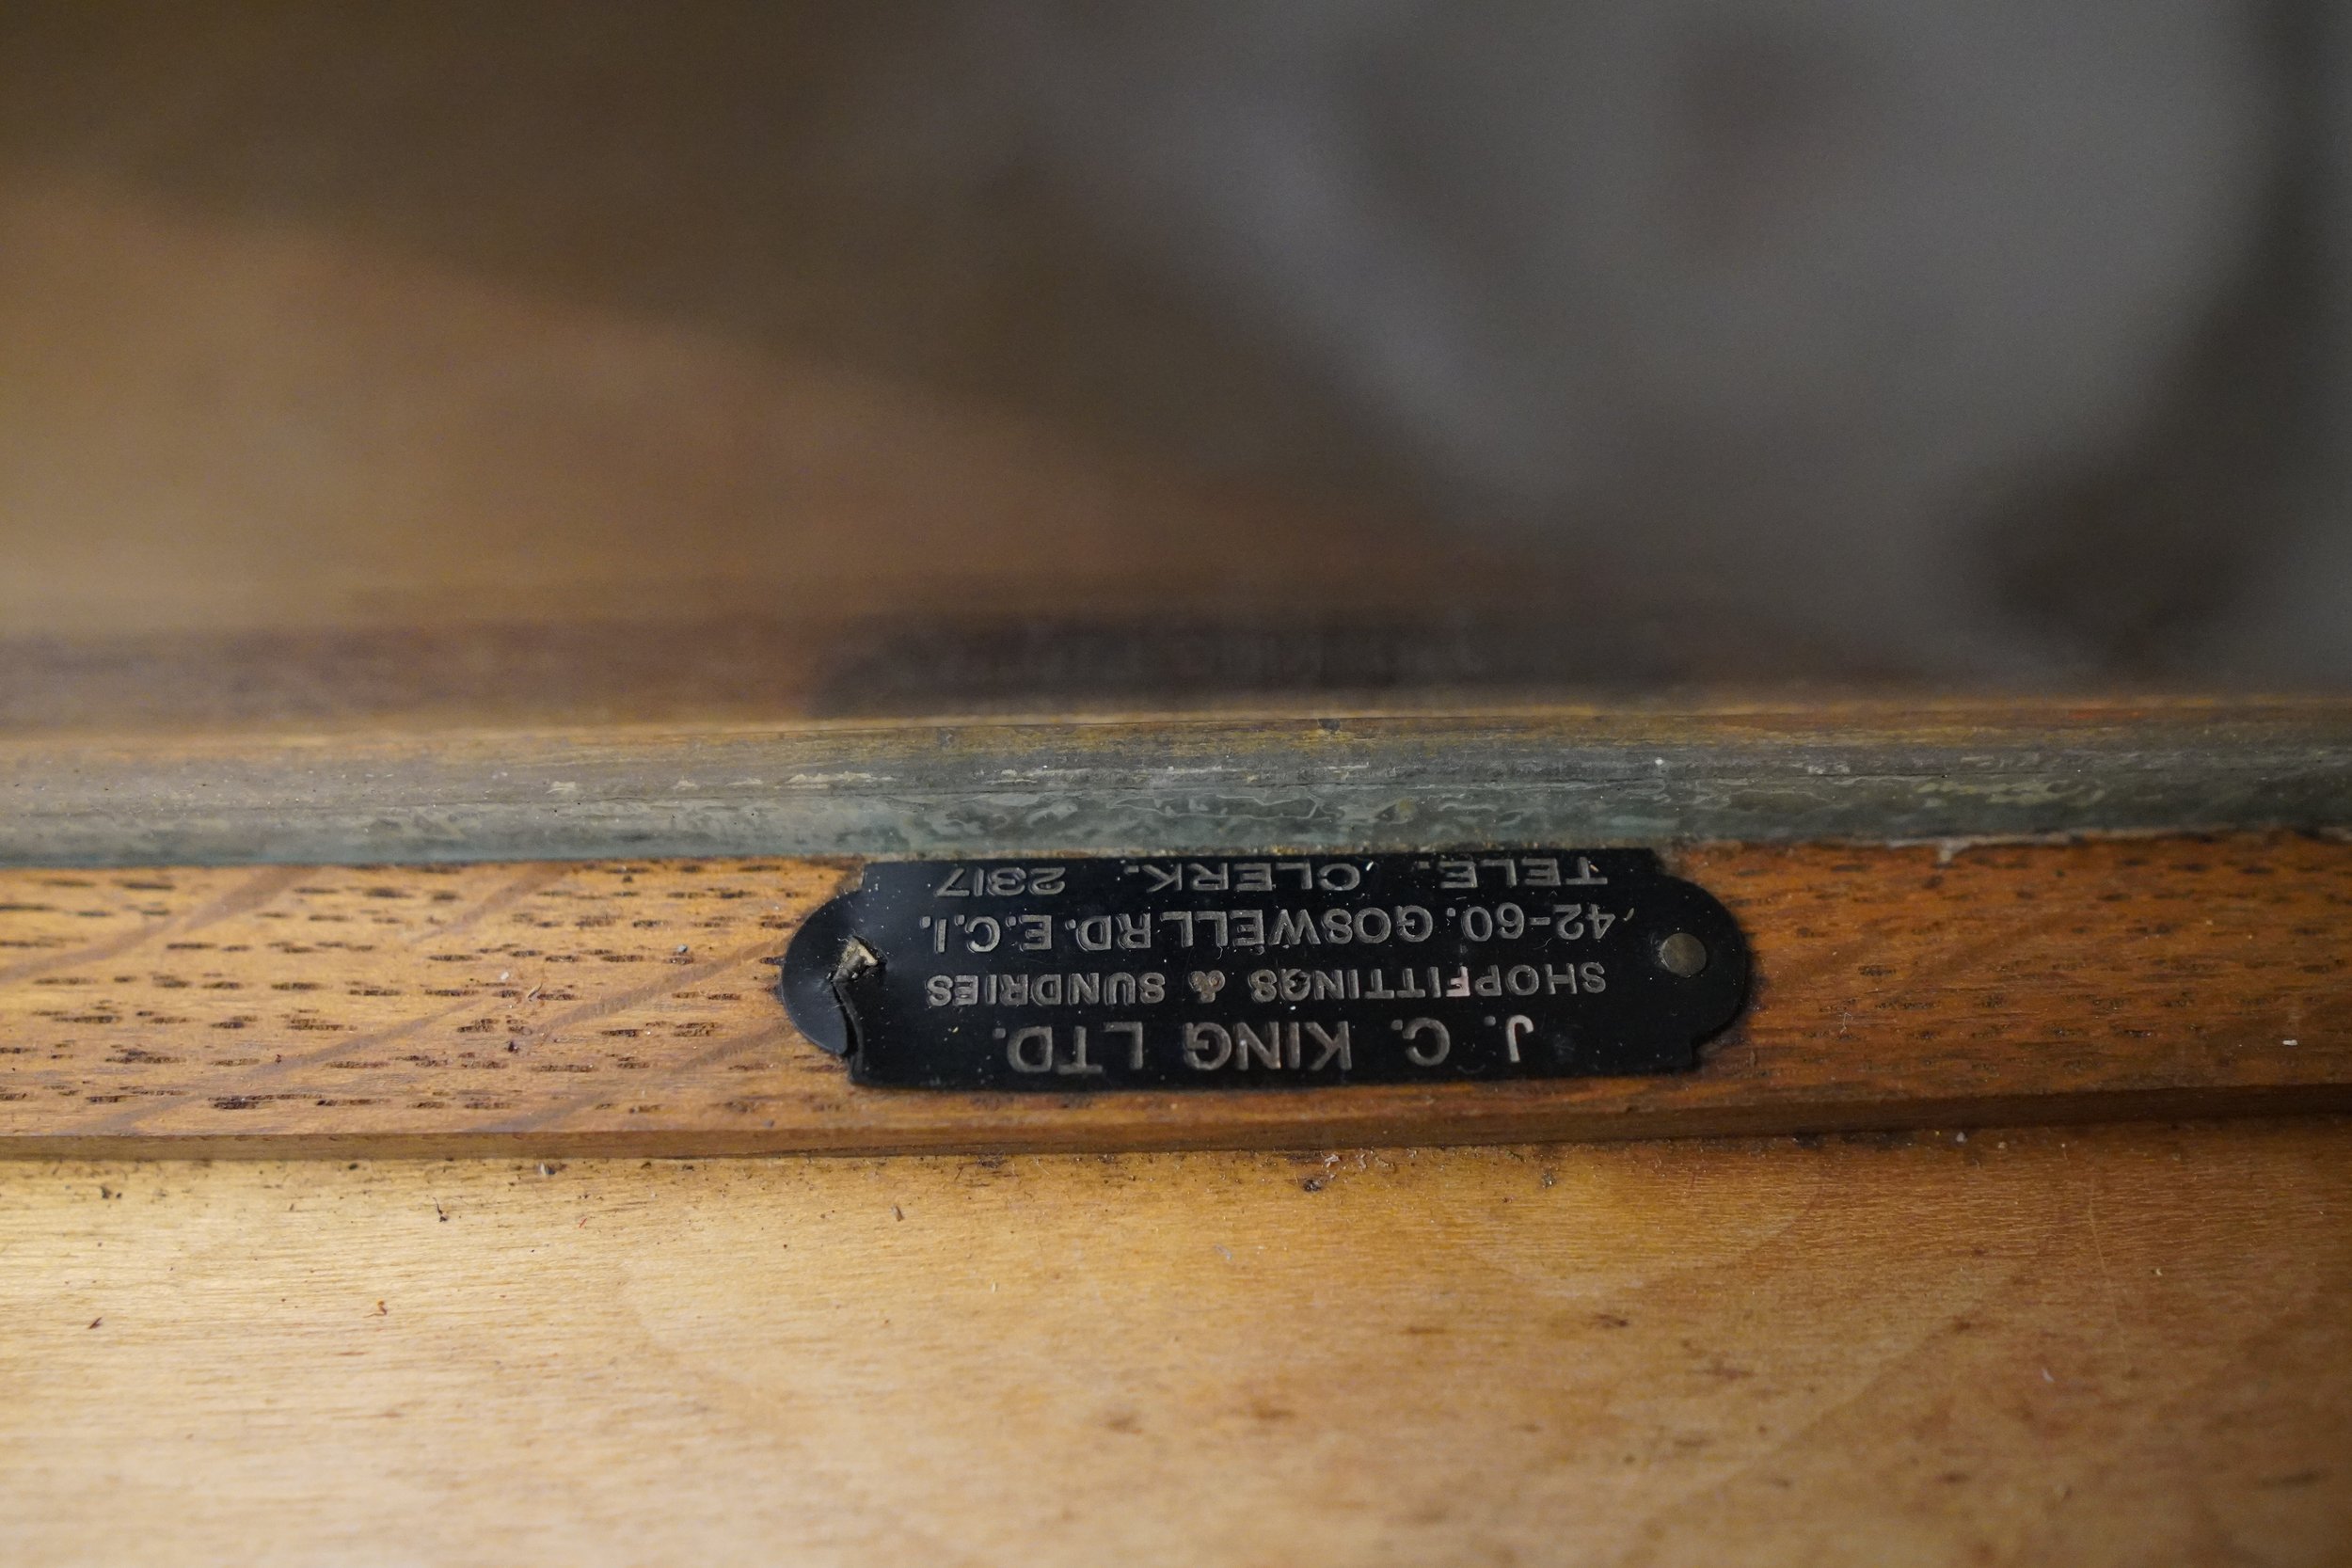 J. C. KING LTD.
SHOPFITTINGS & SUNDRIES
42-60. GOSWELL RD. E.C.1.
TELE. CLERK. 2317